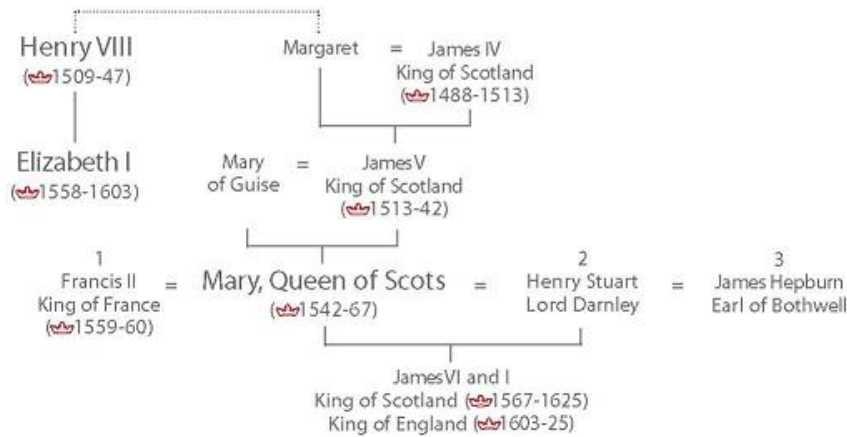 Henry VIII
(1509-47)
Margaret = James IV
King of Scotland
(1488-1513)
Elizabeth I
(1558-1603)
Mary
of Guise
= James V
King of Scotland
(1513-42)
1
Francis II
King of France
(1559-60)
= Mary, Queen of Scots
(1542-67)
=
2
Henry Stuart
Lord Darnley
=
3
James Hepburn
Earl of Bothwell
James VI and I
King of Scotland (1567-1625)
King of England (1603-25)